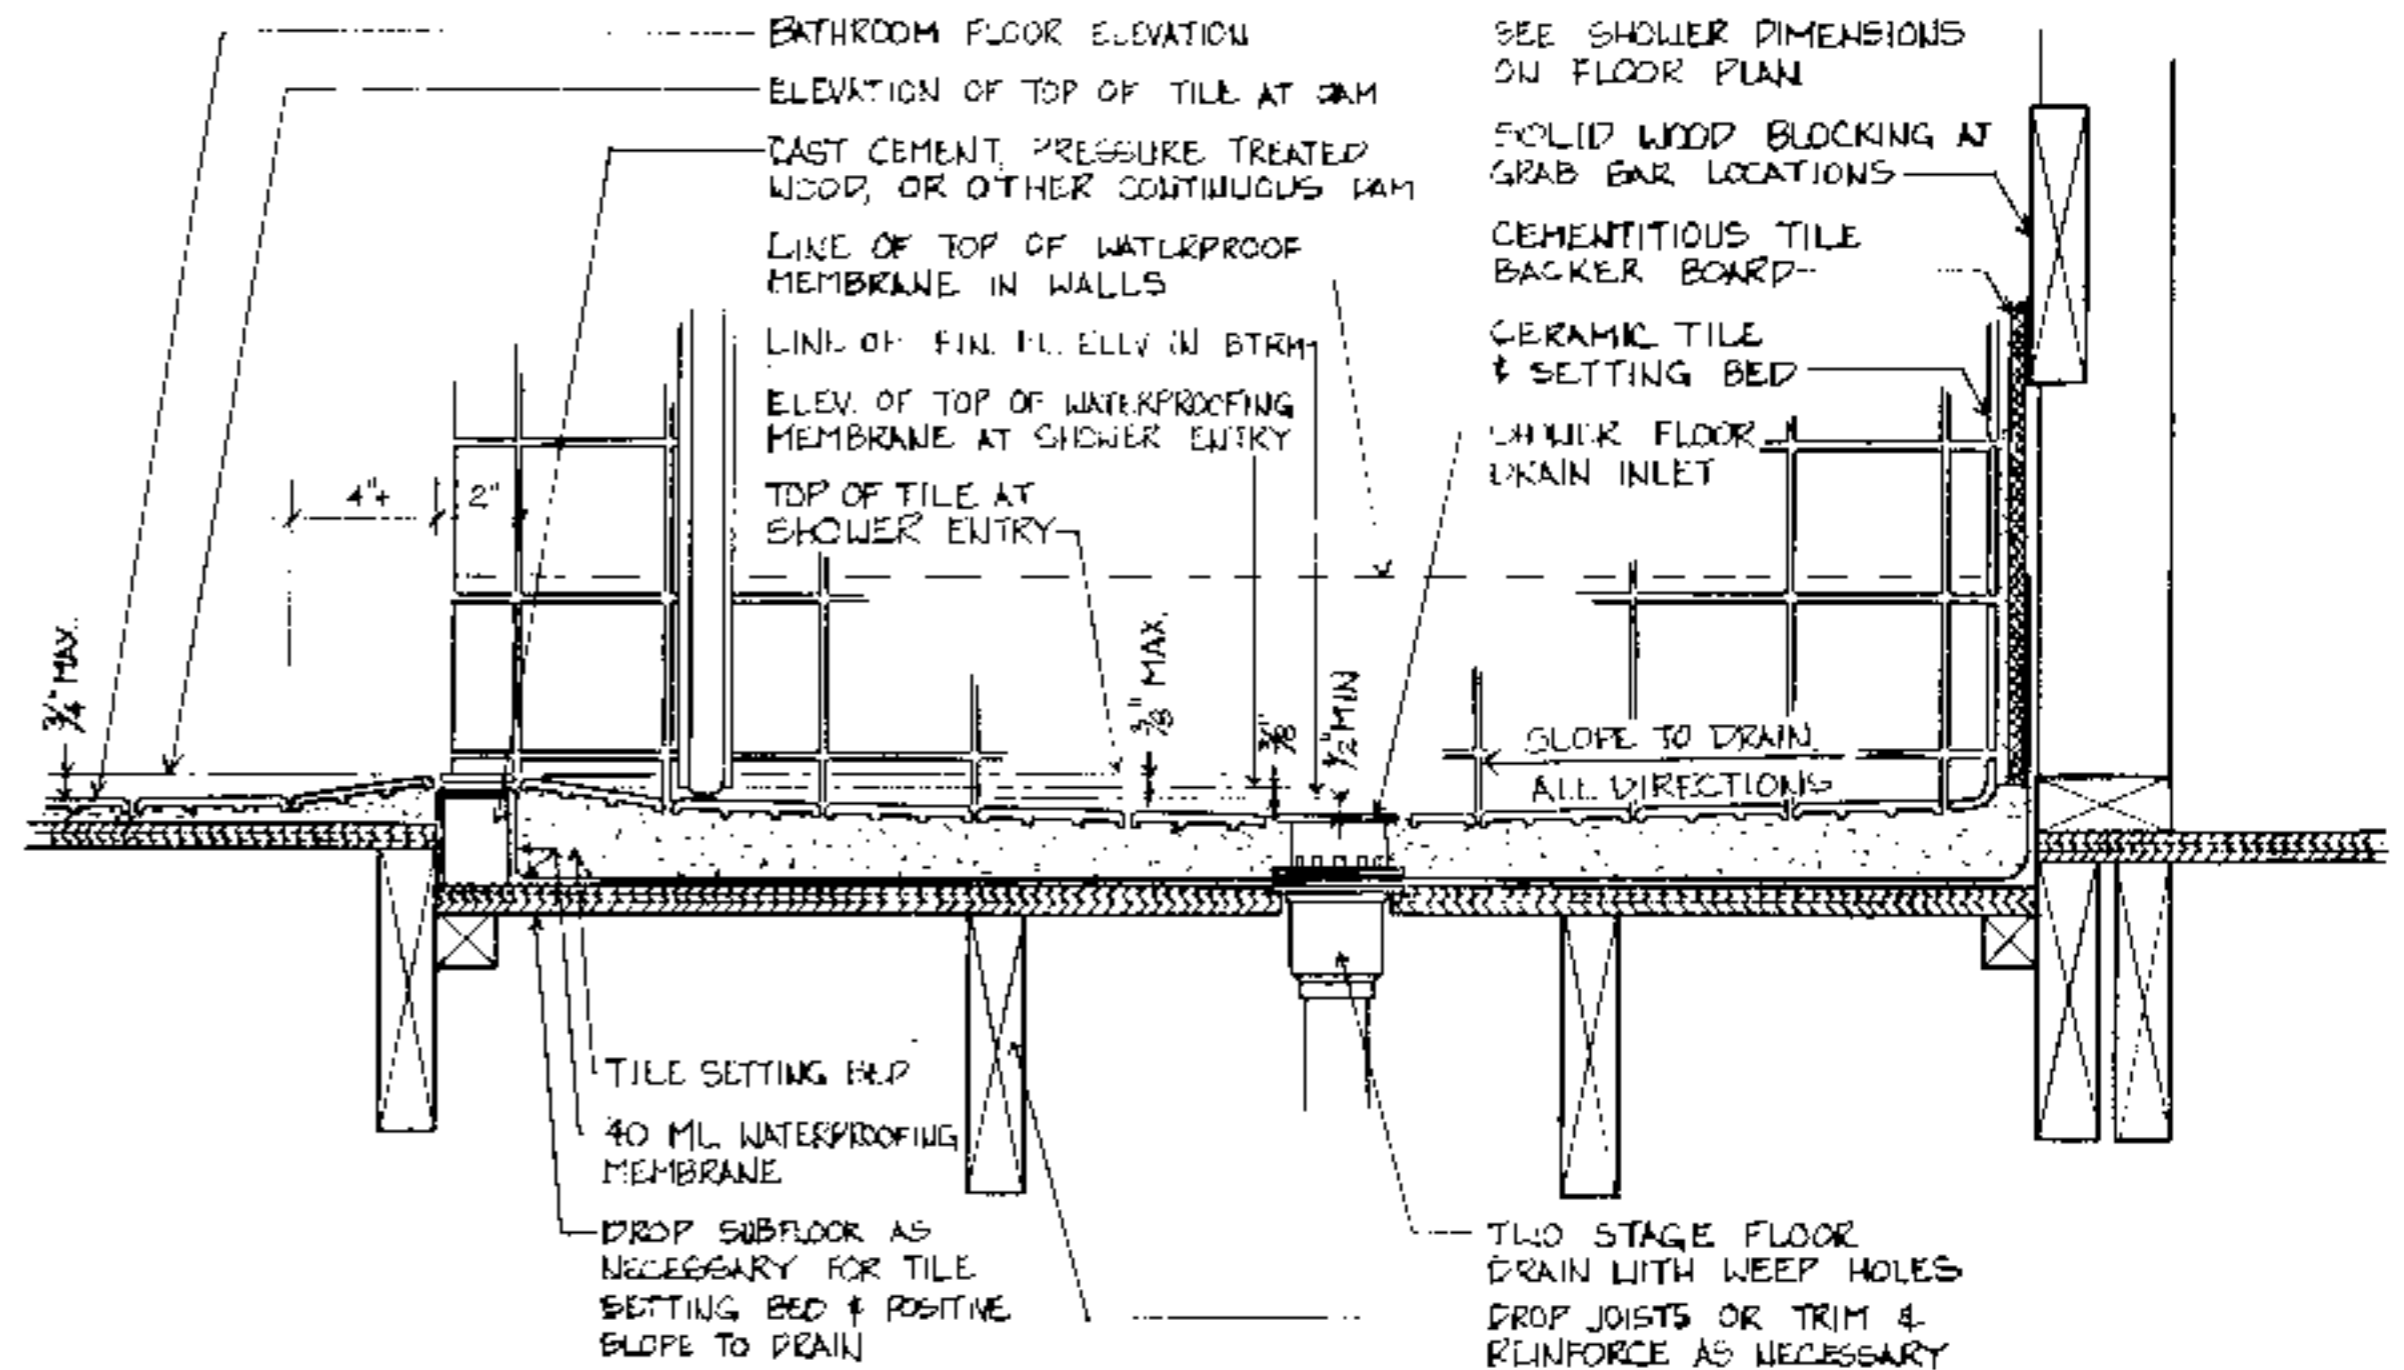 BATHROOM FLOOR ELEVATION
ELEVATION OF TOP OF TILE AT DAM
CAST CEMENT, PRESSURE TREATED
WOOD, OR OTHER CONTINUOUS DAM
LINE OF TOP OF WATERPROOF
MEMBRANE IN WALLS
LINE OF FIN. FL. ELEV IN BTRM
ELEV. OF TOP OF WATERPROOFING
MEMBRANE AT SHOWER ENTRY
TOP OF TILE AT
SHOWER ENTRY
SEE SHOWER DIMENSIONS
ON FLOOR PLAN
SOLID WOOD BLOCKING AT
GRAB BAR LOCATIONS
CEMENTITIOUS TILE
BACKER BOARD
CERAMIC TILE
& SETTING BED
SHOWER FLOOR
DRAIN INLET
4"+
2"
3/4" MAX.
3/8" MAX.
3/8"
1/2" MIN
SLOPE TO DRAIN
ALL DIRECTIONS
TILE SETTING BED
40 ML WATERPROOFING
MEMBRANE
DROP SUBFLOOR AS
NECESSARY FOR TILE
SETTING BED & POSITIVE
SLOPE TO DRAIN
TWO STAGE FLOOR
DRAIN WITH WEEP HOLES
DROP JOISTS OR TRIM &
REINFORCE AS NECESSARY